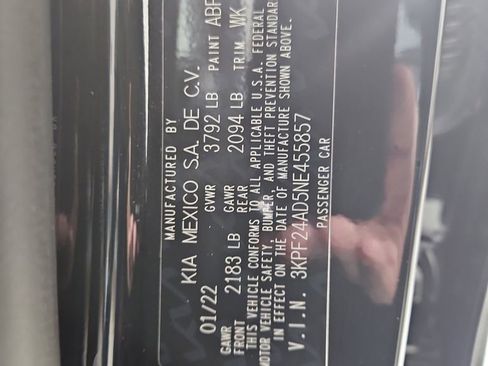 MANUFACTURED BY
KIA MEXICO S.A. DE C.V.
01/22 GVWR 3792 LB PAINT ABP
GAWR FRONT 2183 LB GAWR REAR 2094 LB TRIM WK
THIS VEHICLE CONFORMS TO ALL APPLICABLE U.S.A. FEDERAL
MOTOR VEHICLE SAFETY, BUMPER, AND THEFT PREVENTION STANDAR
IN EFFECT ON THE DATE OF MANUFACTURE SHOWN ABOVE.
V.I.N. 3KPF24AD5NE455857
PASSENGER CAR